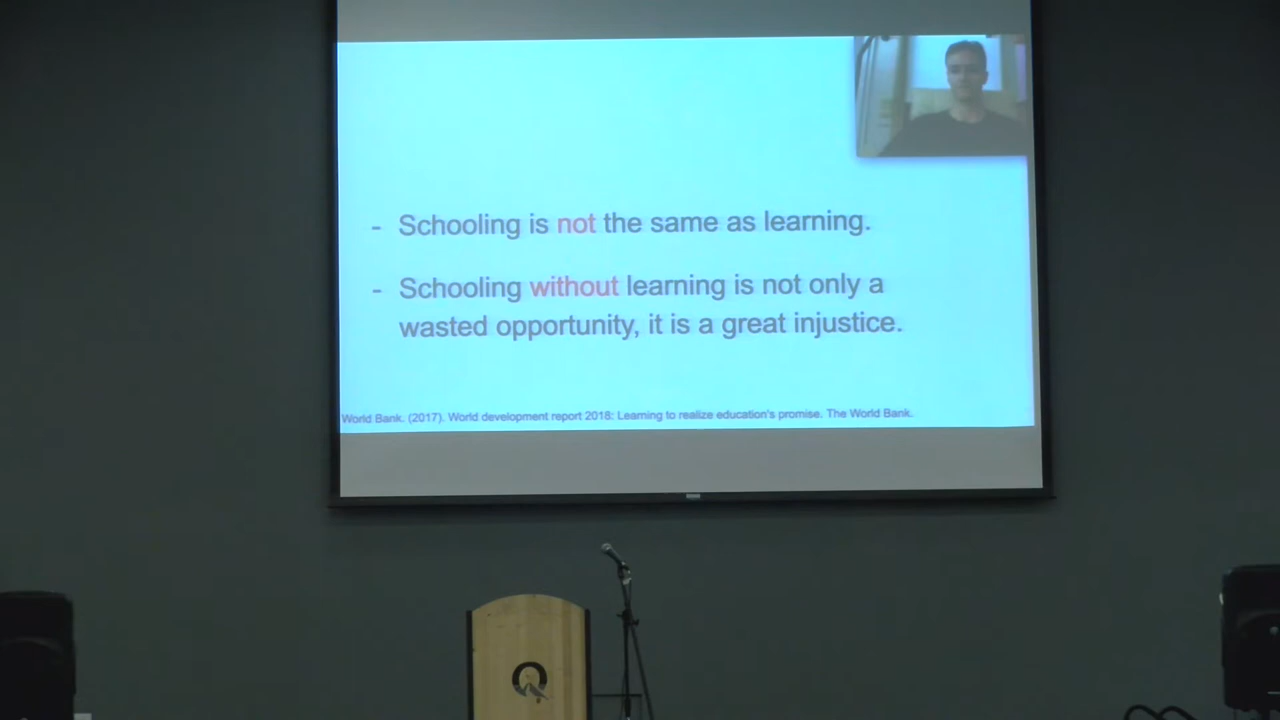 - Schooling is not the same as learning.
- Schooling without learning is not only a
wasted opportunity, it is a great injustice.
World Bank. (2017). World development report 2018: Learning to realize education's promise. The World Bank.
Q